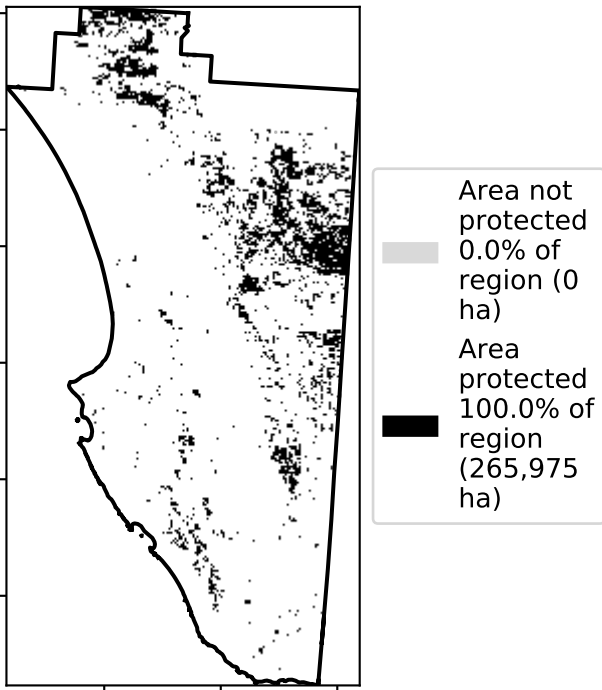 Area not
protected
0.0% of
region (0
ha)
Area
protected
100.0% of
region
(265,975
ha)